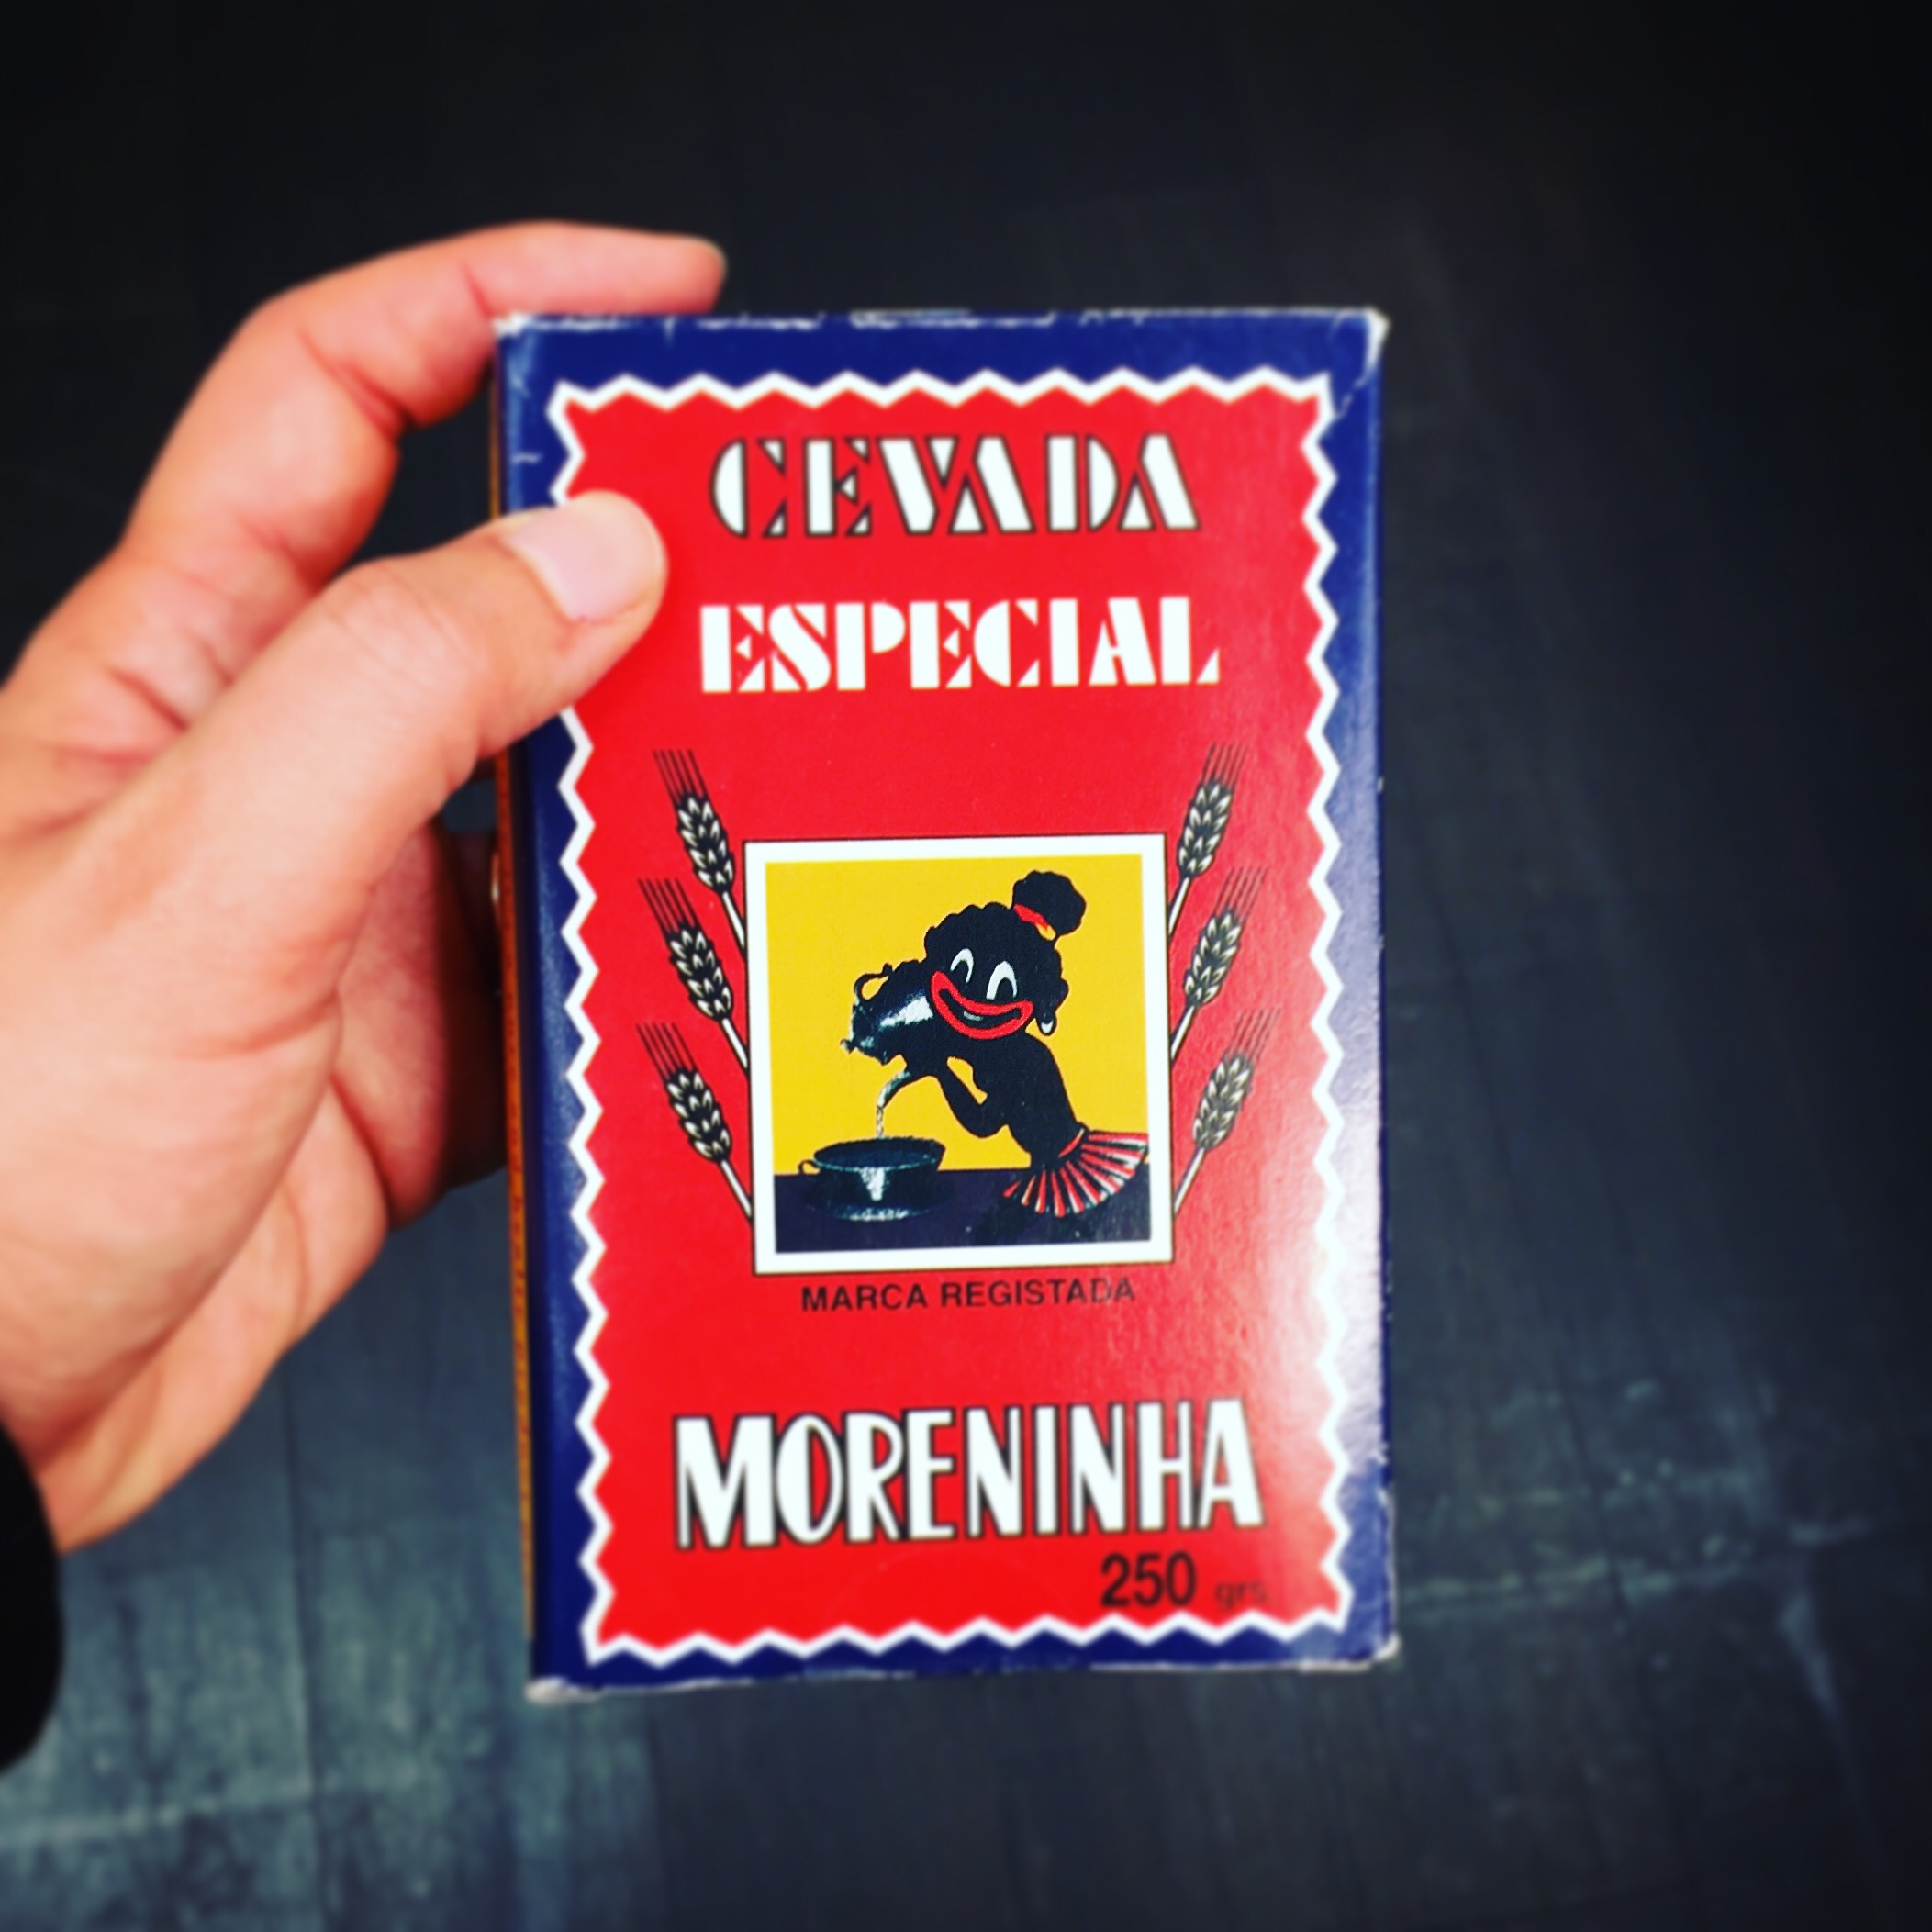 CEVADA
ESPECIAL
MARCA REGISTADA
MORENINHA
250 grs